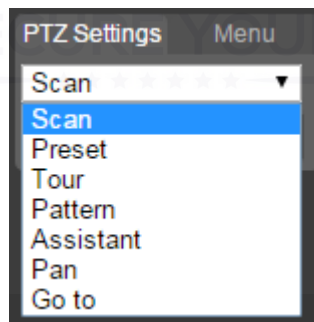 PTZ Settings Menu
Scan
Scan
Preset
Tour
Pattern
Assistant
Pan
Go to